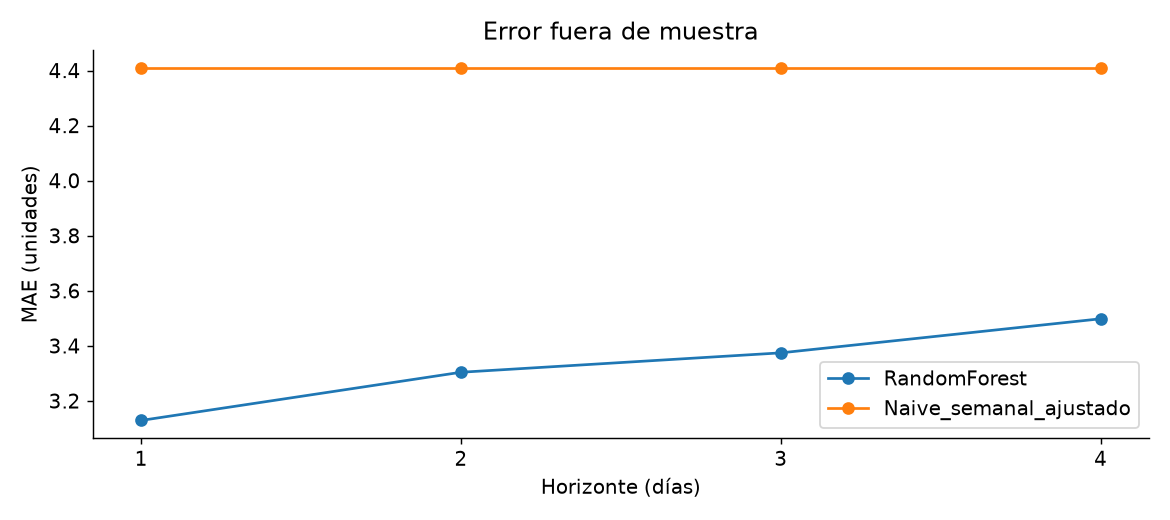 Error fuera de muestra
MAE (unidades)
4.4
4.2
4.0
3.8
3.6
3.4
3.2
1 2 3 4
Horizonte (días)
RandomForest
Naive_semanal_ajustado